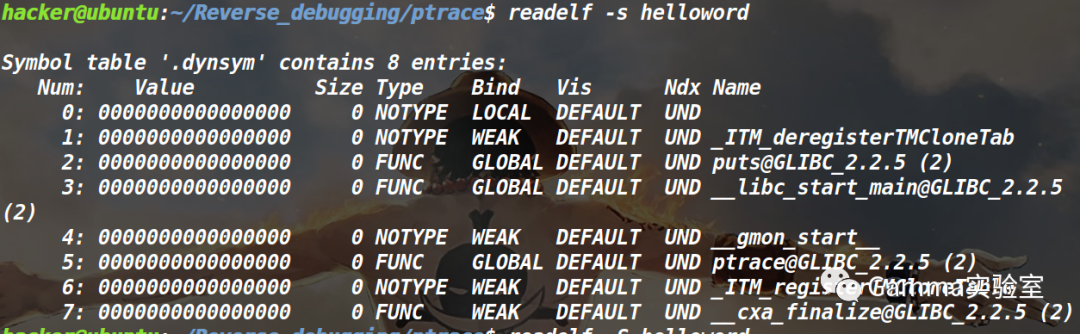 hacker@ubuntu:~/Reverse_debugging/ptrace$ readelf -s helloword
Symbol table '.dynsym' contains 8 entries:
Num: Value Size Type Bind Vis Ndx Name
0: 0000000000000000 0 NOTYPE LOCAL DEFAULT UND
1: 0000000000000000 0 NOTYPE WEAK DEFAULT UND _ITM_deregisterTMCloneTab
2: 0000000000000000 0 FUNC GLOBAL DEFAULT UND puts@GLIBC_2.2.5 (2)
3: 0000000000000000 0 FUNC GLOBAL DEFAULT UND __libc_start_main@GLIBC_2.2.5
(2)
4: 0000000000000000 0 NOTYPE WEAK DEFAULT UND __gmon_start__
5: 0000000000000000 0 FUNC GLOBAL DEFAULT UND ptrace@GLIBC_2.2.5 (2)
Gamma实验室
6: 0000000000000000 0 NOTYPE WEAK DEFAULT UND
7: 0000000000000000 0 FUNC WEAK DEFAULT UND __cxa_finalize@GLIBC_2.2.5 (2)
hacker@ubuntu:~/Reverse_debugging/ptrace$ readelf -S helloword